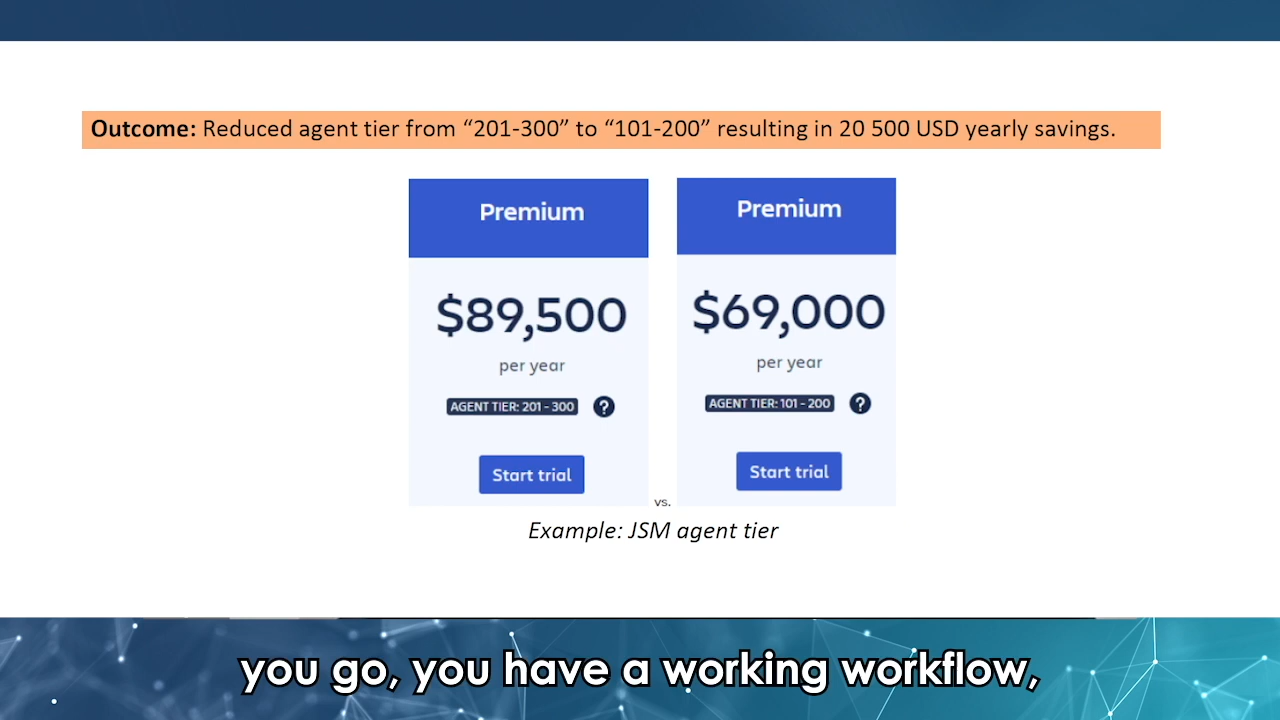 Outcome: Reduced agent tier from “201-300” to “101-200” resulting in 20 500 USD yearly savings.
Premium
$89,500
per year
AGENT TIER: 201 - 300 ?
Start trial
vs.
Premium
$69,000
per year
AGENT TIER: 101 - 200 ?
Start trial
Example: JSM agent tier
you go, you have a working workflow,